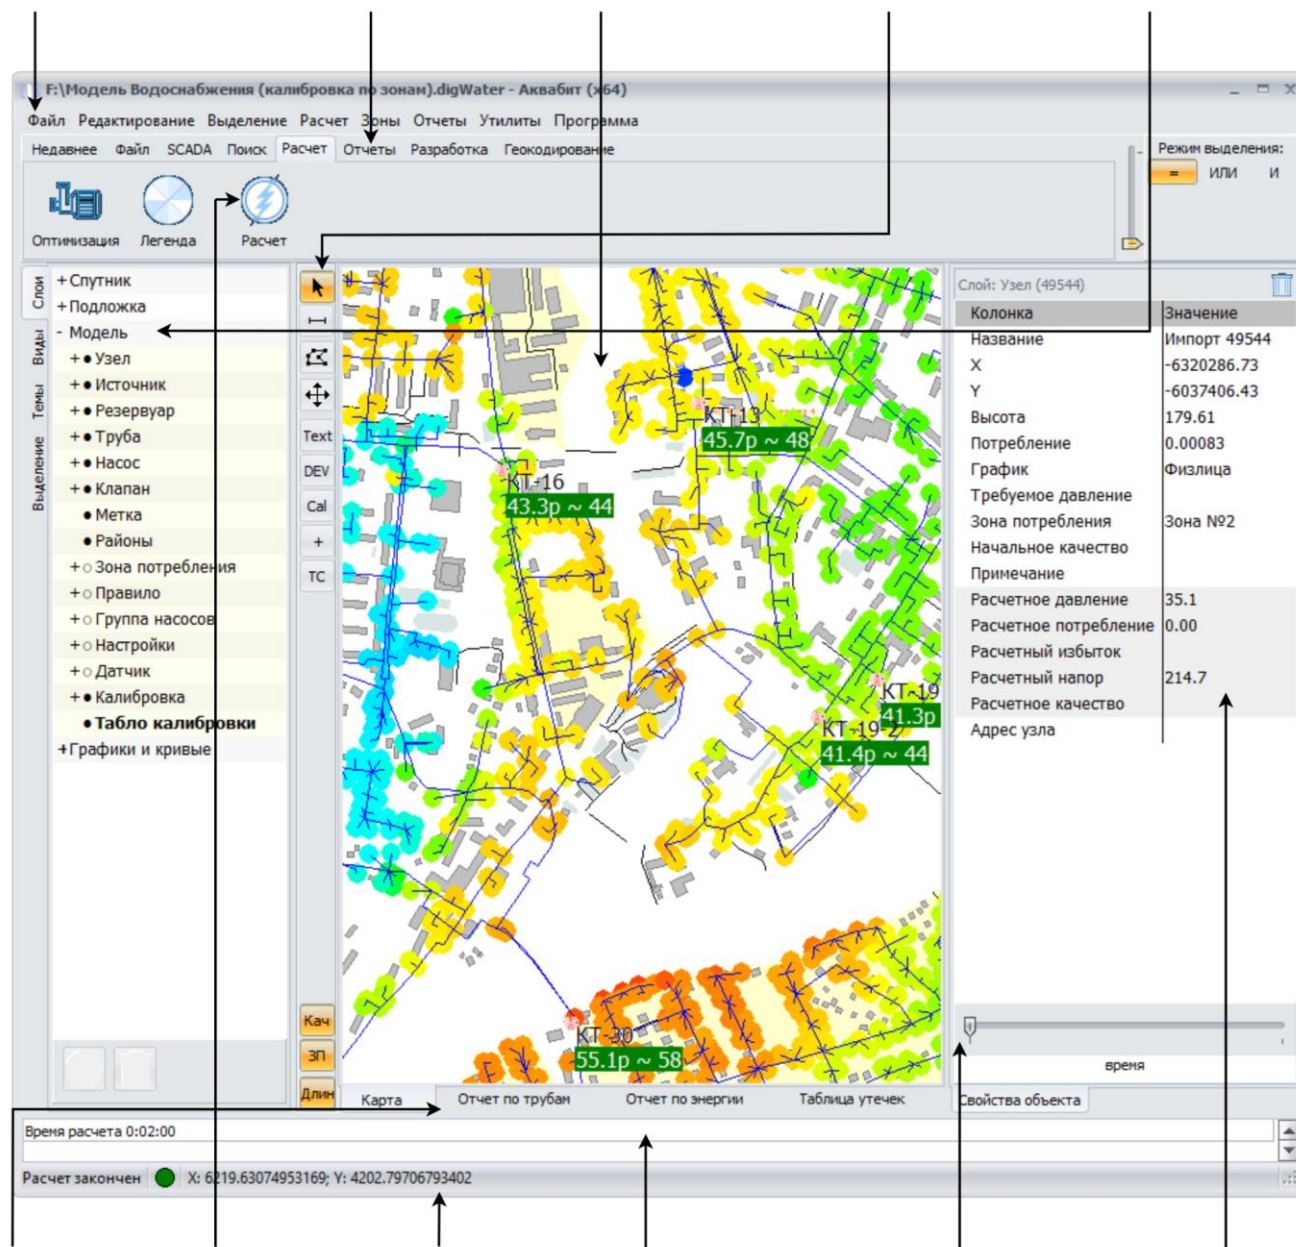 F:\Модель Водоснабжения (калибровка по зонам).digWater - Аквабит (x64)
Файл Редактирование Выделение Расчет Зоны Отчеты Утилиты Программа
Недавнее Файл SCADA Поиск Расчет Отчеты Разработка Геокодирование
Режим выделения:
= ИЛИ И
Оптимизация Легенда Расчет
Слои
Виды
Темы
Выделение
+Спутник
+Подложка
- Модель
+●Узел
+●Источник
+●Резервуар
+●Труба
+●Насос
+●Клапан
●Метка
●Районы
+○Зона потребления
+○Правило
+○Группа насосов
+○Настройки
+○Датчик
+●Калибровка
●Табло калибровки
+Графики и кривые
Text
DEV
Cal
+
TC
Кач
ЗП
Длин
КТ-13
45.7р ~ 48
КТ-16
43.3р ~ 44
КТ-19
41.3р
КТ-19-2
41.4р ~ 44
КТ-30
55.1р ~ 58
Слой: Узел (49544)
Колонка Значение
Название Импорт 49544
X -6320286.73
Y -6037406.43
Высота 179.61
Потребление 0.00083
График Физлица
Требуемое давление
Зона потребления Зона №2
Начальное качество
Примечание
Расчетное давление 35.1
Расчетное потребление 0.00
Расчетный избыток
Расчетный напор 214.7
Расчетное качество
Адрес узла
время
Карта Отчет по трубам Отчет по энергии Таблица утечек Свойства объекта
Время расчета 0:02:00
Расчет закончен X: 6219.63074953169; Y: 4202.79706793402